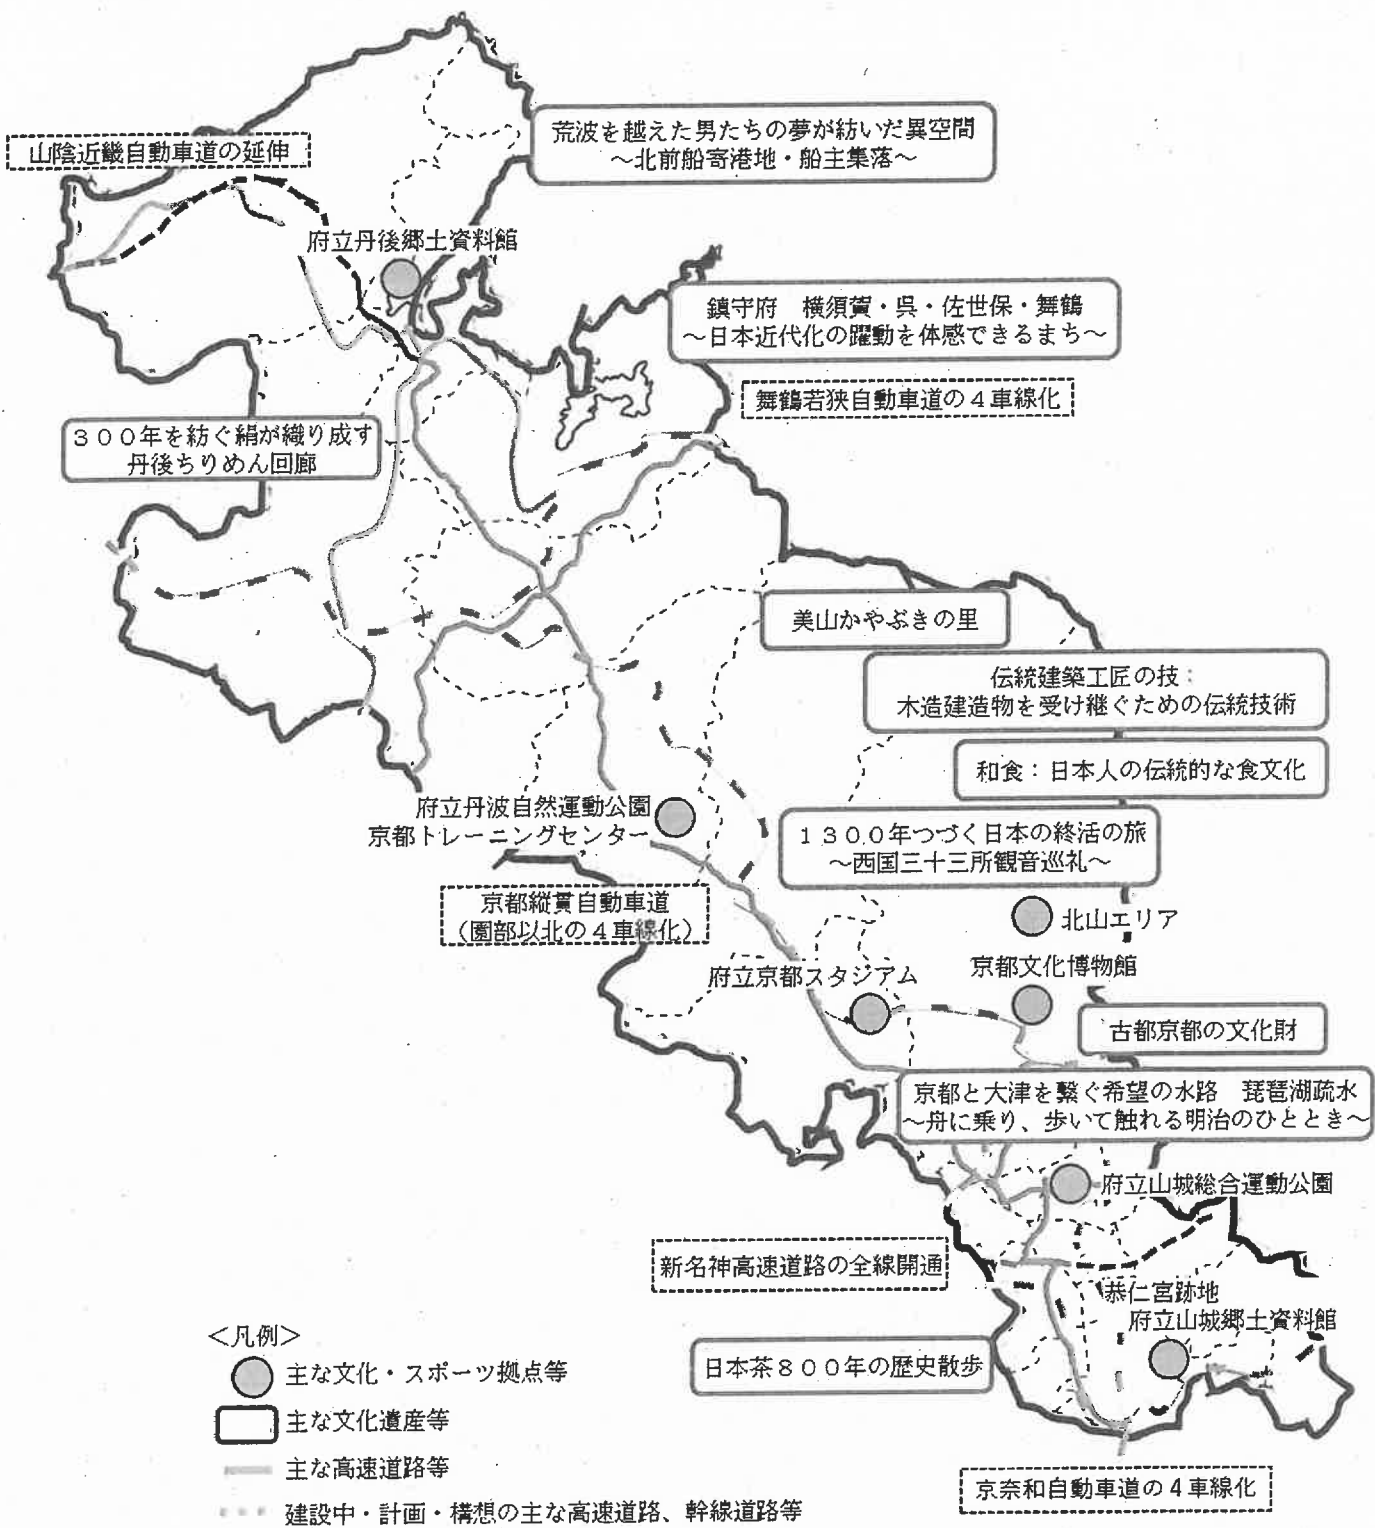 荒波を越えた男たちの夢が紡いだ異空間
～北前船寄港地・船主集落～
山陰近畿自動車道の延伸
府立丹後郷土資料館
鎮守府　横須賀・呉・佐世保・舞鶴
～日本近代化の躍動を体感できるまち～
舞鶴若狭自動車道の４車線化
３００年を紡ぐ絹が織り成す
丹後ちりめん回廊
美山かやぶきの里
伝統建築工匠の技：
木造建造物を受け継ぐための伝統技術
和食：日本人の伝統的な食文化
府立丹波自然運動公園
京都トレーニングセンター
１３００年つづく日本の終活の旅
～西国三十三所観音巡礼～
京都縦貫自動車道
（園部以北の４車線化）
北山エリア
府立京都スタジアム
京都文化博物館
古都京都の文化財
京都と大津を繋ぐ希望の水路　琵琶湖疏水
～舟に乗り、歩いて触れる明治のひととき～
府立山城総合運動公園
新名神高速道路の全線開通
恭仁宮跡地
府立山城郷土資料館
日本茶８００年の歴史散歩
京奈和自動車道の４車線化
＜凡例＞
主な文化・スポーツ拠点等
主な文化遺産等
主な高速道路等
建設中・計画・構想の主な高速道路、幹線道路等